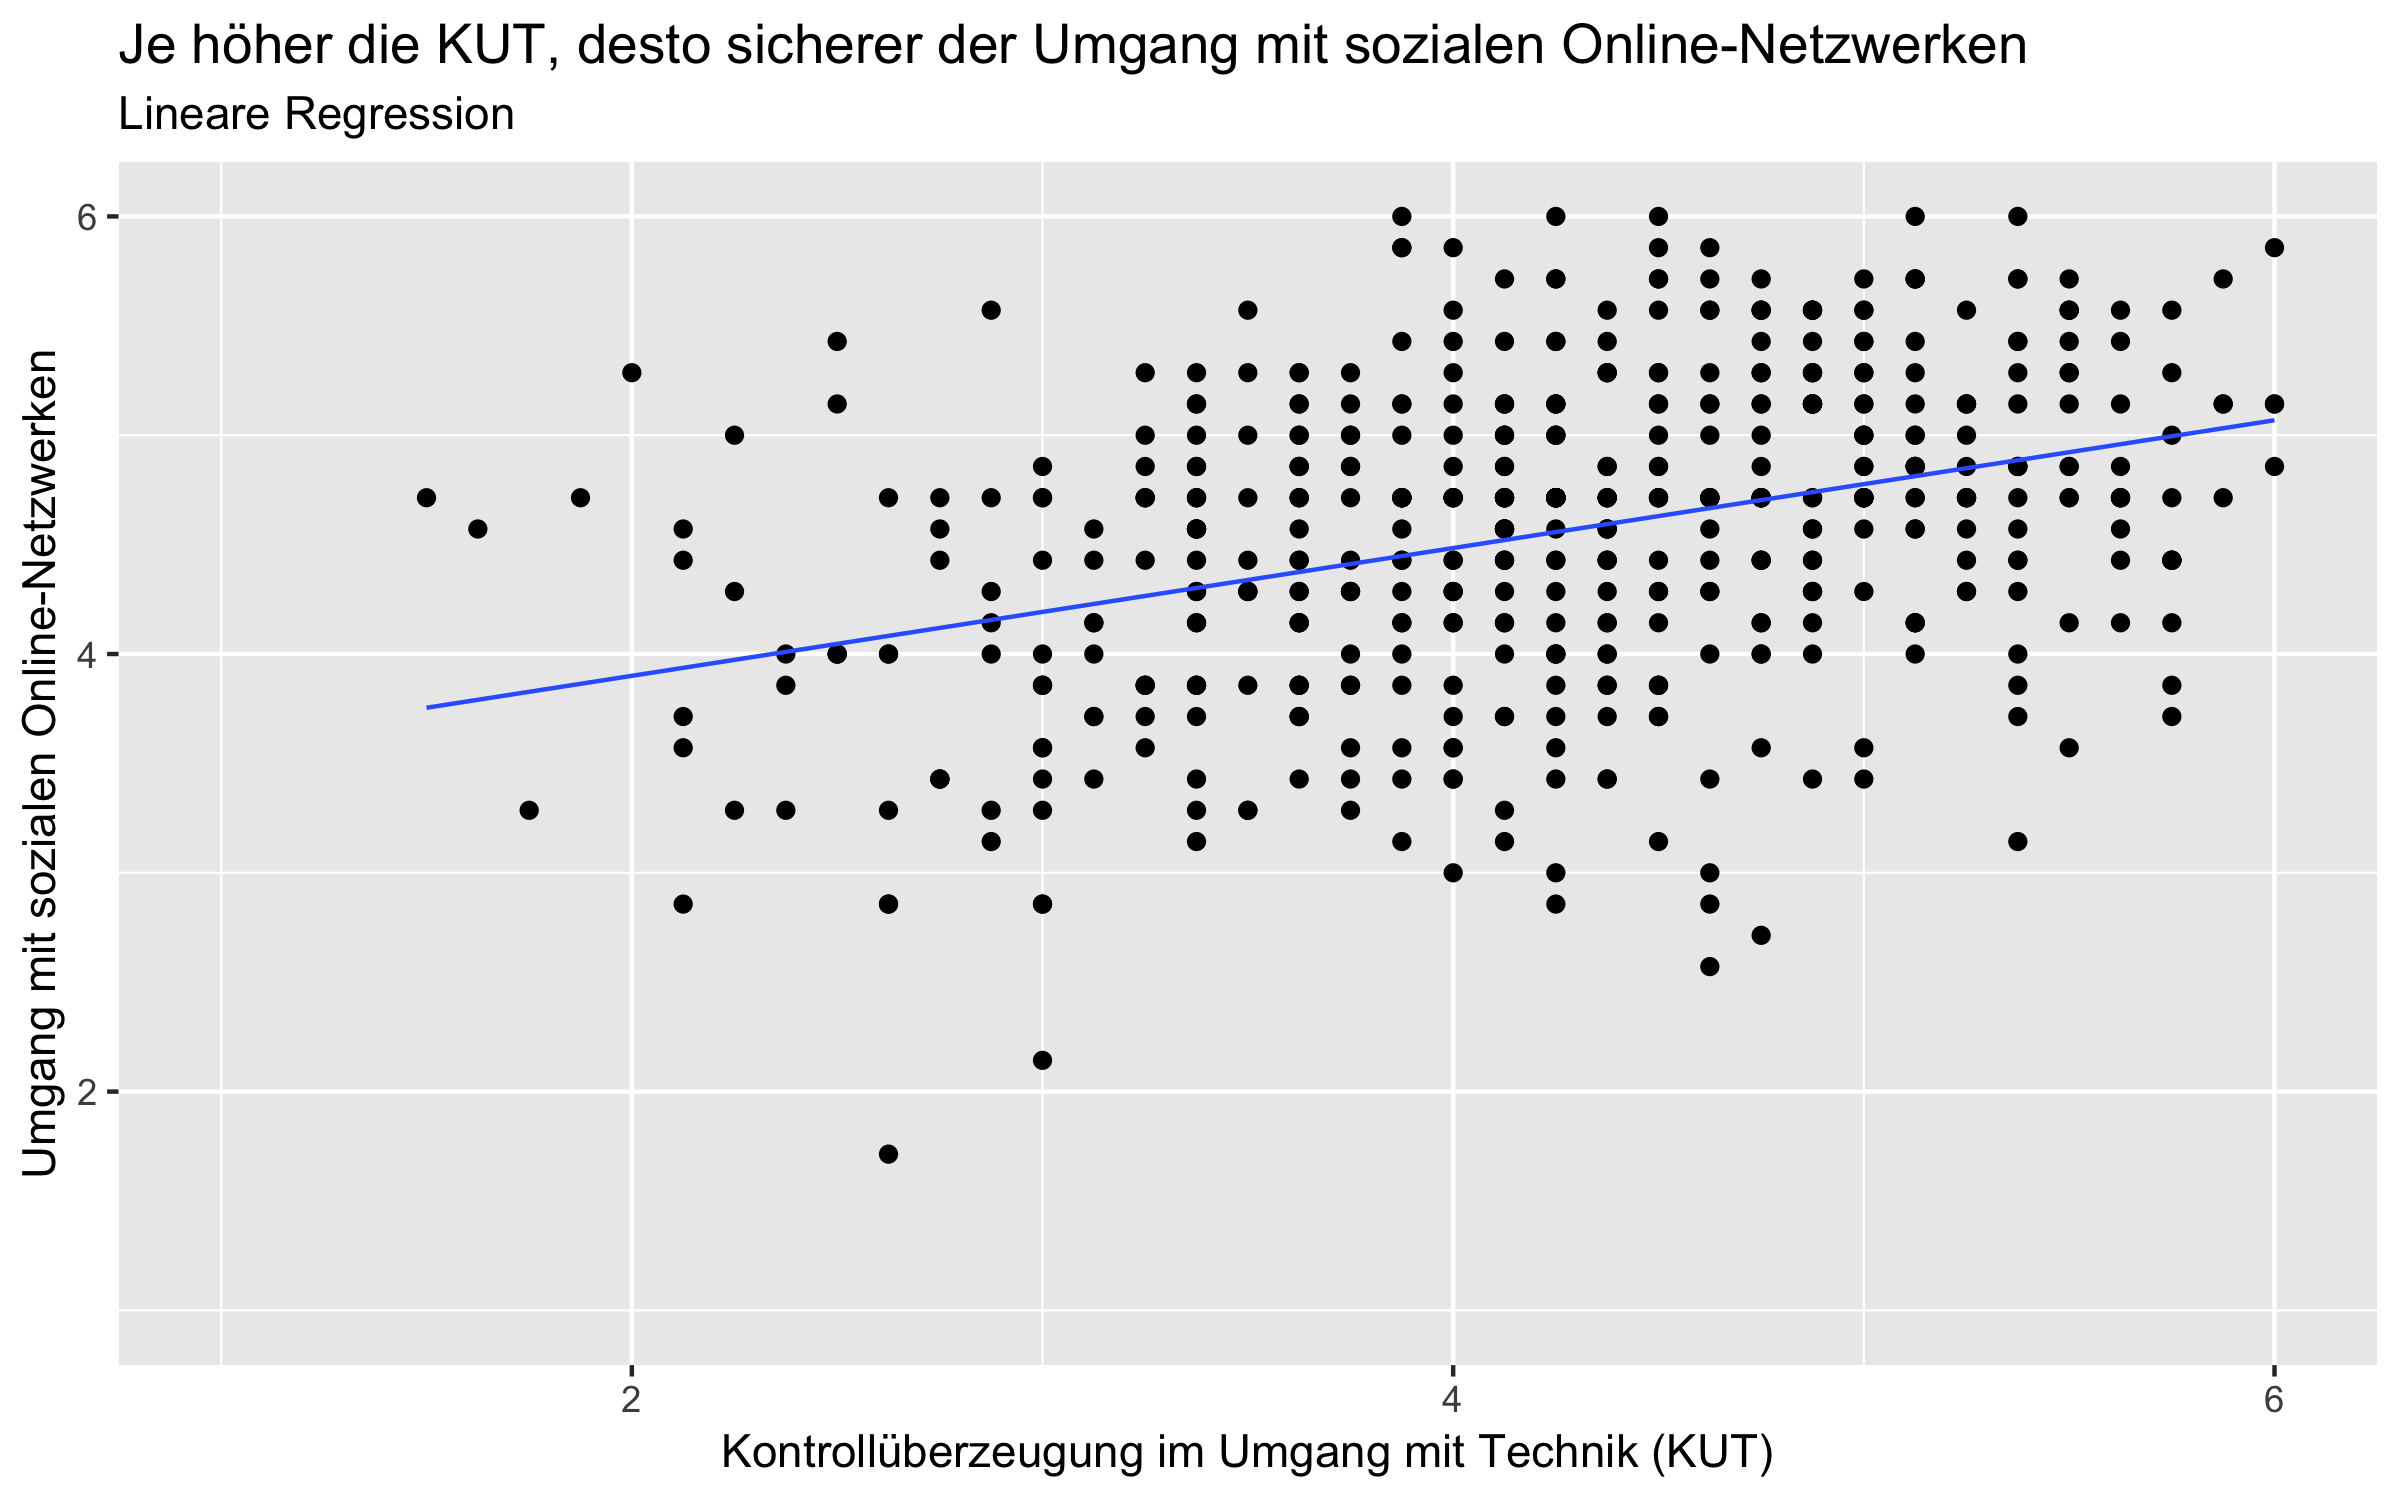 Je höher die KUT, desto sicherer der Umgang mit sozialen Online-Netzwerken
Lineare Regression
Umgang mit sozialen Online-Netzwerken
6
4
2
2
4
6
Kontrollüberzeugung im Umgang mit Technik (KUT)